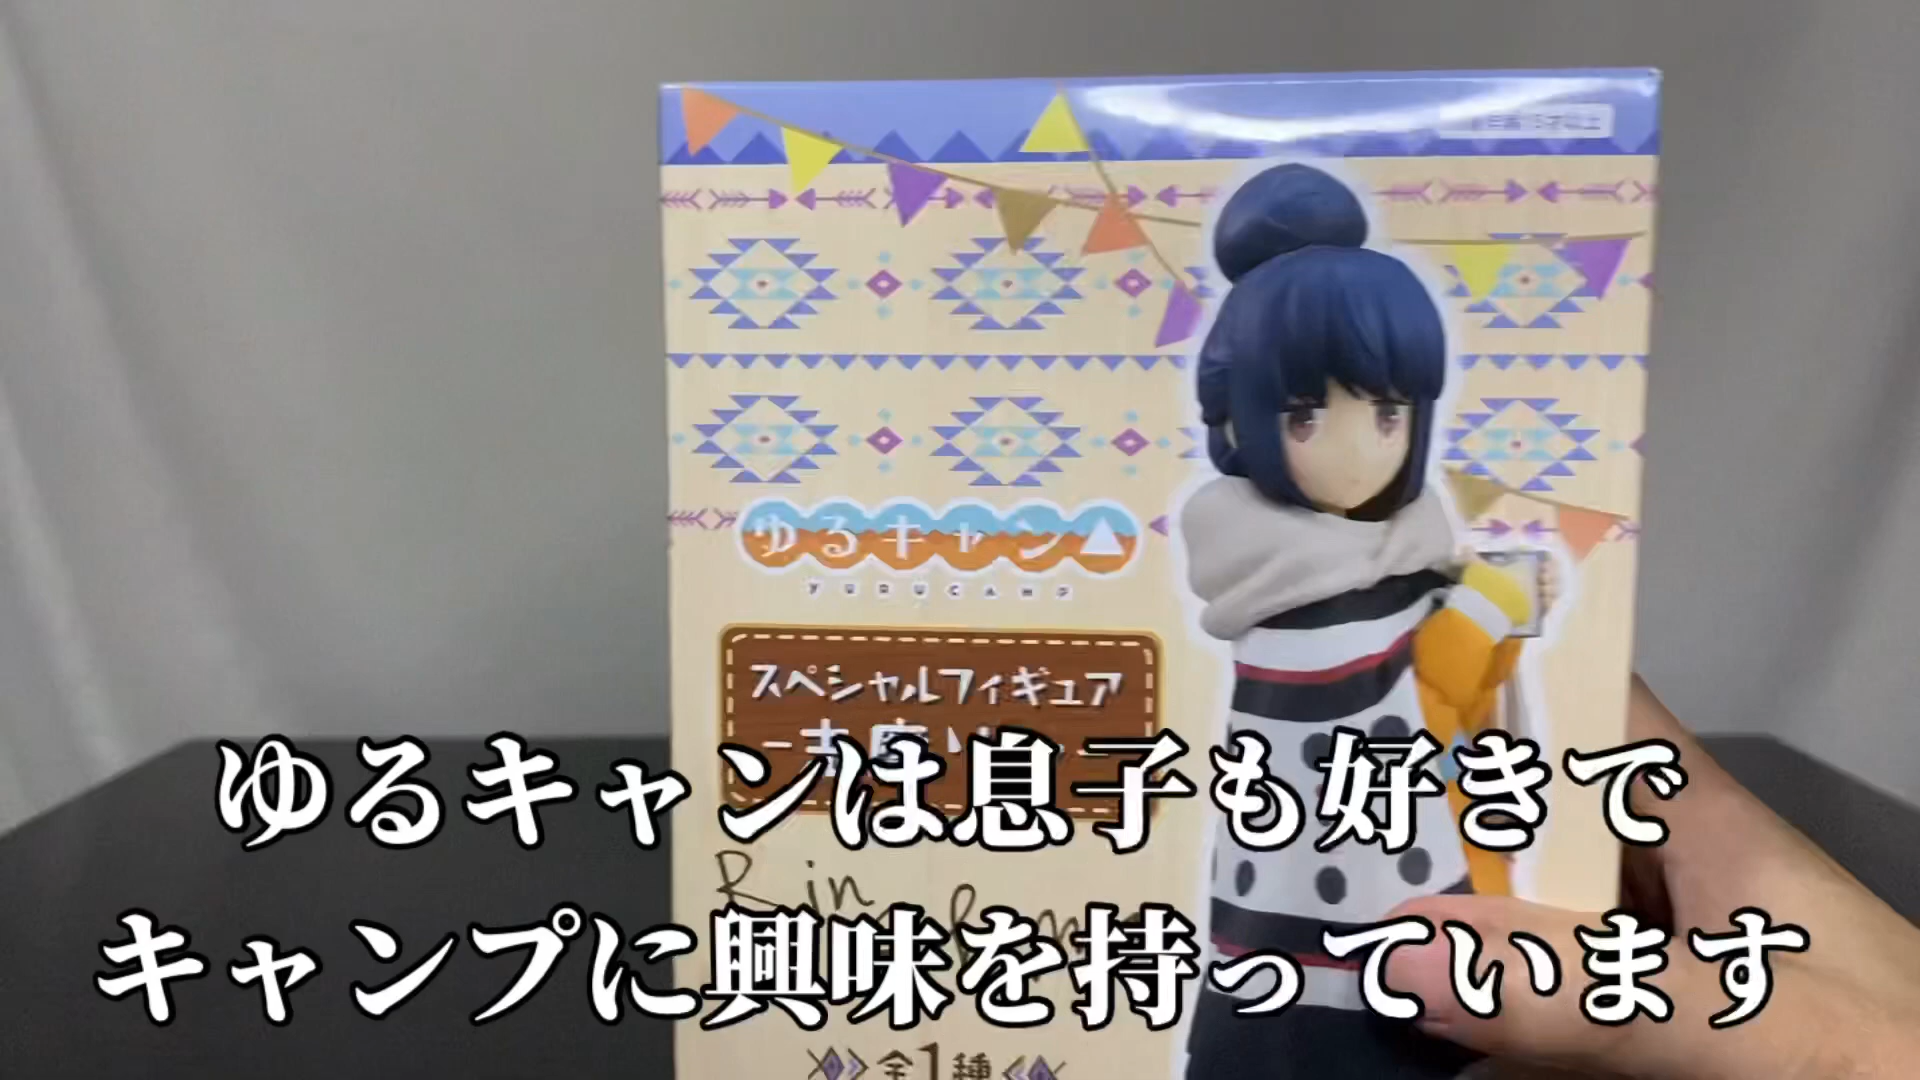 ゆるキャン△
YURUCAMP
スペシャルフィギュア
ゆるキャンは息子も好きで
Rin
キャンプに興味を持っています
全1種